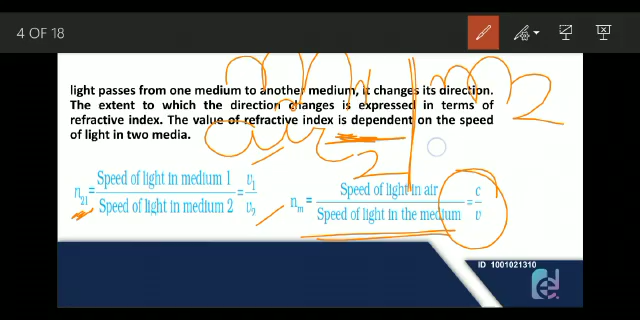 4 OF 18
light passes from one medium to another medium, it changes its direction.
The extent to which the direction changes is expressed in terms of
refractive index. The value of refractive index is dependent on the speed
of light in two media.
n21 = Speed of light in medium 1 / Speed of light in medium 2 = v1 / v2
nm = Speed of light in air / Speed of light in the medium = c / v
air
2
m2
ID 1001021310